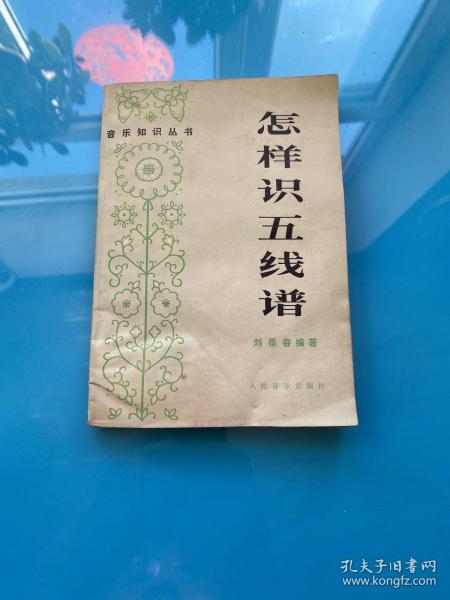 音乐知识丛书
怎样识五线谱
刘景春编著
人民音乐出版社
孔夫子旧书网
www.kongfz.com